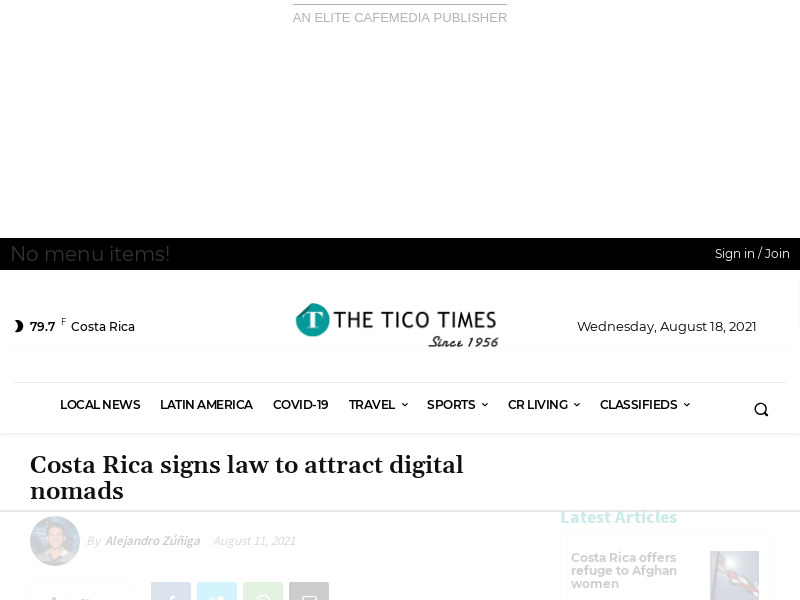 AN ELITE CAFEMEDIA PUBLISHER
No menu items!
Sign in / Join
79.7 F Costa Rica
THE TICO TIMES
Since 1956
Wednesday, August 18, 2021
LOCAL NEWS LATIN AMERICA COVID-19 TRAVEL SPORTS CR LIVING CLASSIFIEDS
Costa Rica signs law to attract digital
nomads
By Alejandro Zúñiga August 11, 2021
Latest Articles
Costa Rica offers
refuge to Afghan
women